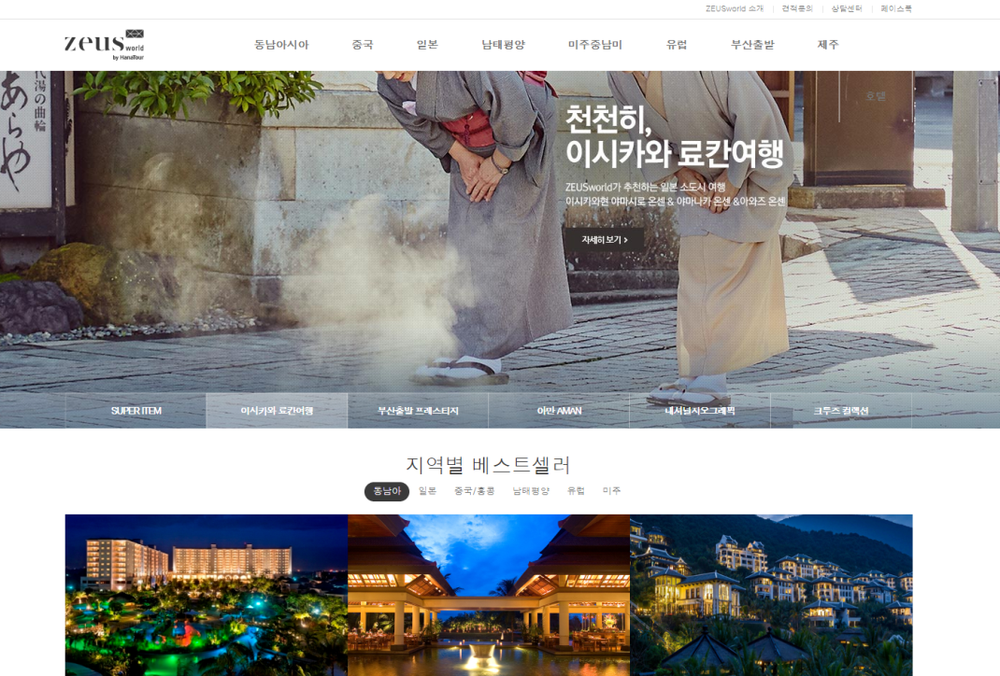 ZEUSworld 소개
견적문의
상담센터
페이스북
zeus world
by HanaTour
동남아시아
중국
일본
남태평양
미주중남미
유럽
부산출발
제주
호텔
代湯の曲輪
あらや
천천히,
이시카와 료칸여행
ZEUSworld가 추천하는 일본 소도시 여행
이시카와현 야마시로 온센 & 야마나카 온센 &아와즈 온센
자세히 보기 >
SUPER ITEM
이시카와 료칸여행
부산출발 프레스티지
아만 AMAN
내셔널지오그래픽
크루즈 컬렉션
지역별 베스트셀러
동남아
일본
중국/홍콩
남태평양
유럽
미주